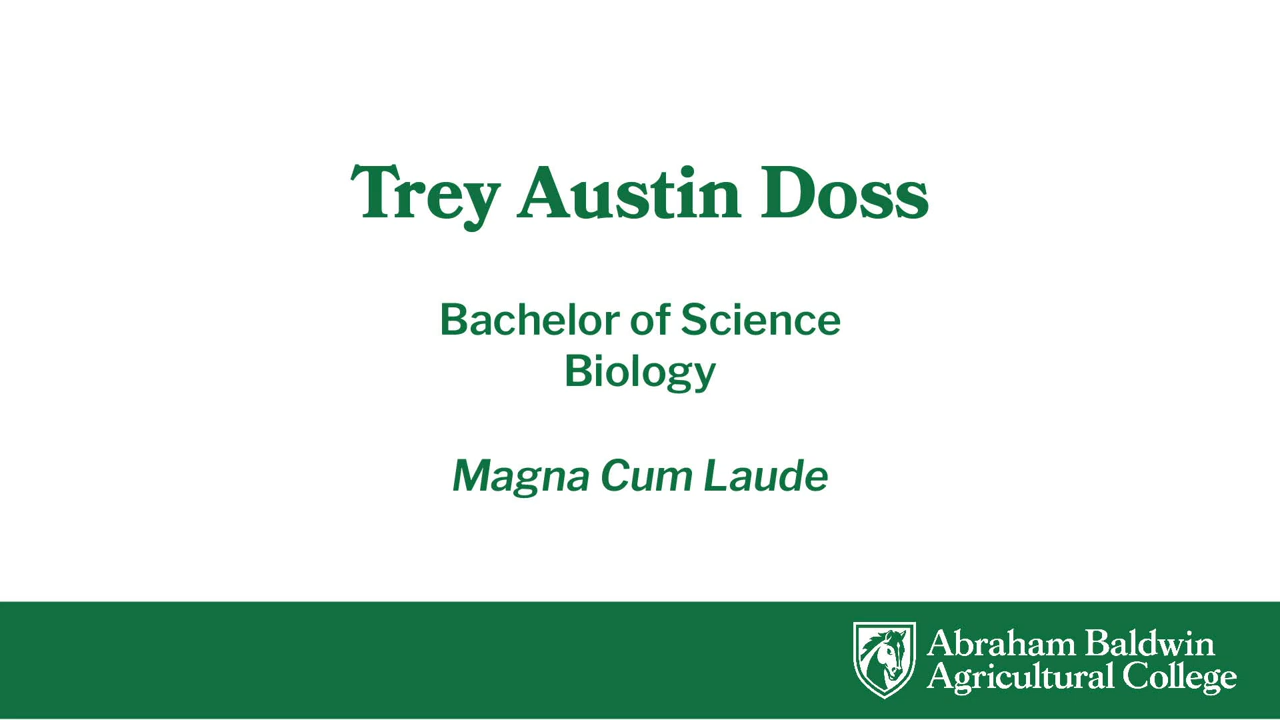 Trey Austin Doss
Bachelor of Science
Biology
Magna Cum Laude
Abraham Baldwin
Agricultural College